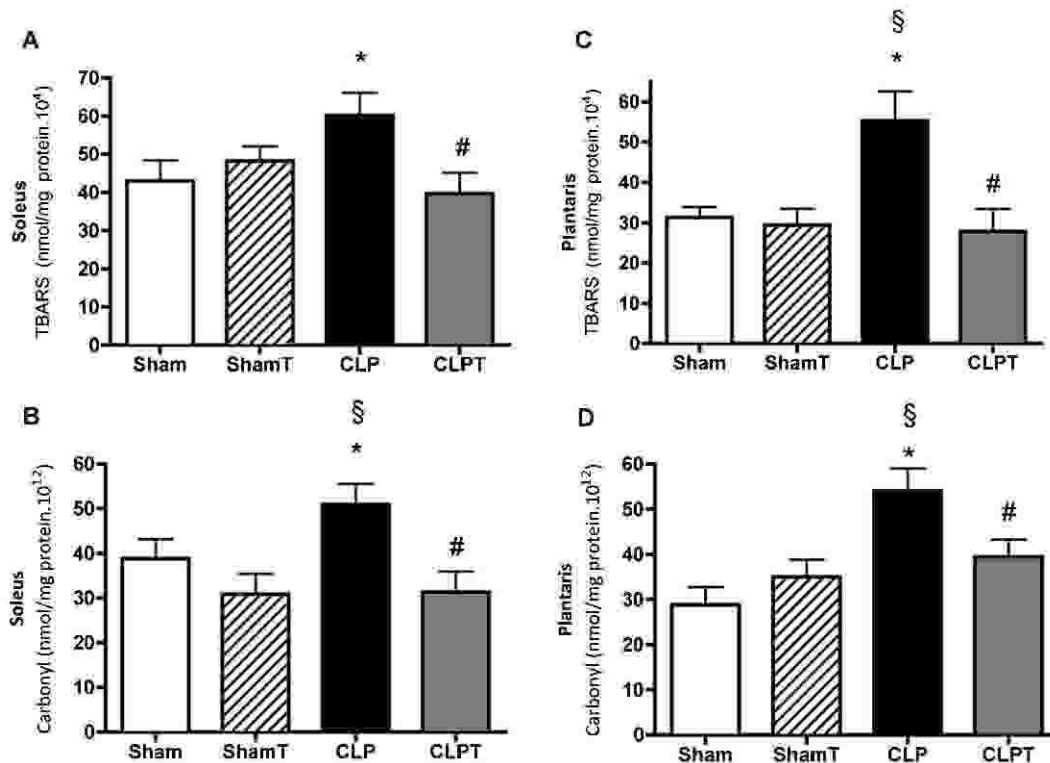 A
*
Soleus
TBARS (nmol/mg protein.10⁴)
70
60
50
40
30
20
10
0
#
Sham ShamT CLP CLPT
C
§
*
Plantaris
TBARS (nmol/mg protein.10⁴)
60
50
40
30
20
10
0
#
Sham ShamT CLP CLPT
B
§
*
Soleus
Carbonyl (nmol/mg protein.10¹²)
60
50
40
30
20
10
0
#
Sham ShamT CLP CLPT
D
§
*
Plantaris
Carbonyl (nmol/mg protein.10¹²)
60
50
40
30
20
10
0
#
Sham ShamT CLP CLPT